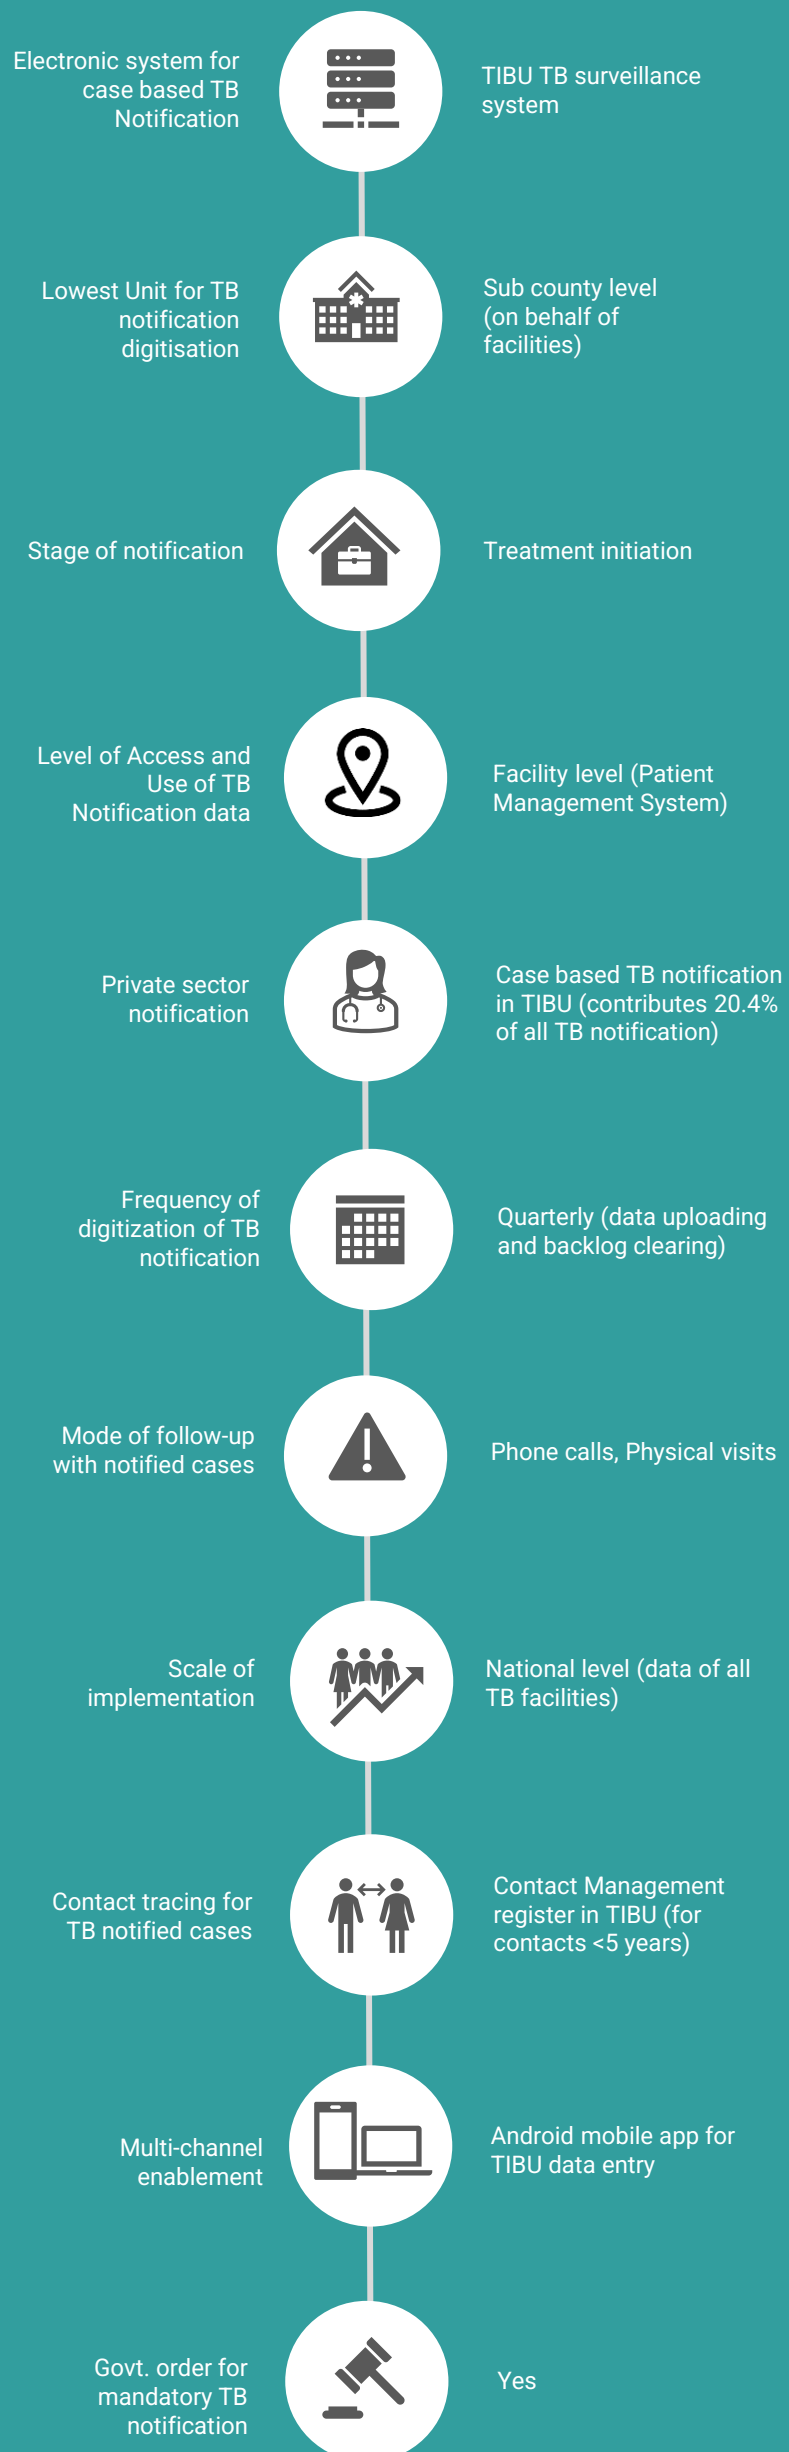 Electronic system for
case based TB
Notification
TIBU TB surveillance
system
Lowest Unit for TB
notification
digitisation
Sub county level
(on behalf of
facilities)
Stage of notification
Treatment initiation
Level of Access and
Use of TB
Notification data
Facility level (Patient
Management System)
Private sector
notification
Case based TB notification
in TIBU (contributes 20.4%
of all TB notification)
Frequency of
digitization of TB
notification
Quarterly (data uploading
and backlog clearing)
Mode of follow-up
with notified cases
Phone calls, Physical visits
Scale of
implementation
National level (data of all
TB facilities)
Contact tracing for
TB notified cases
Contact Management
register in TIBU (for
contacts <5 years)
Multi-channel
enablement
Android mobile app for
TIBU data entry
Govt. order for
mandatory TB
notification
Yes